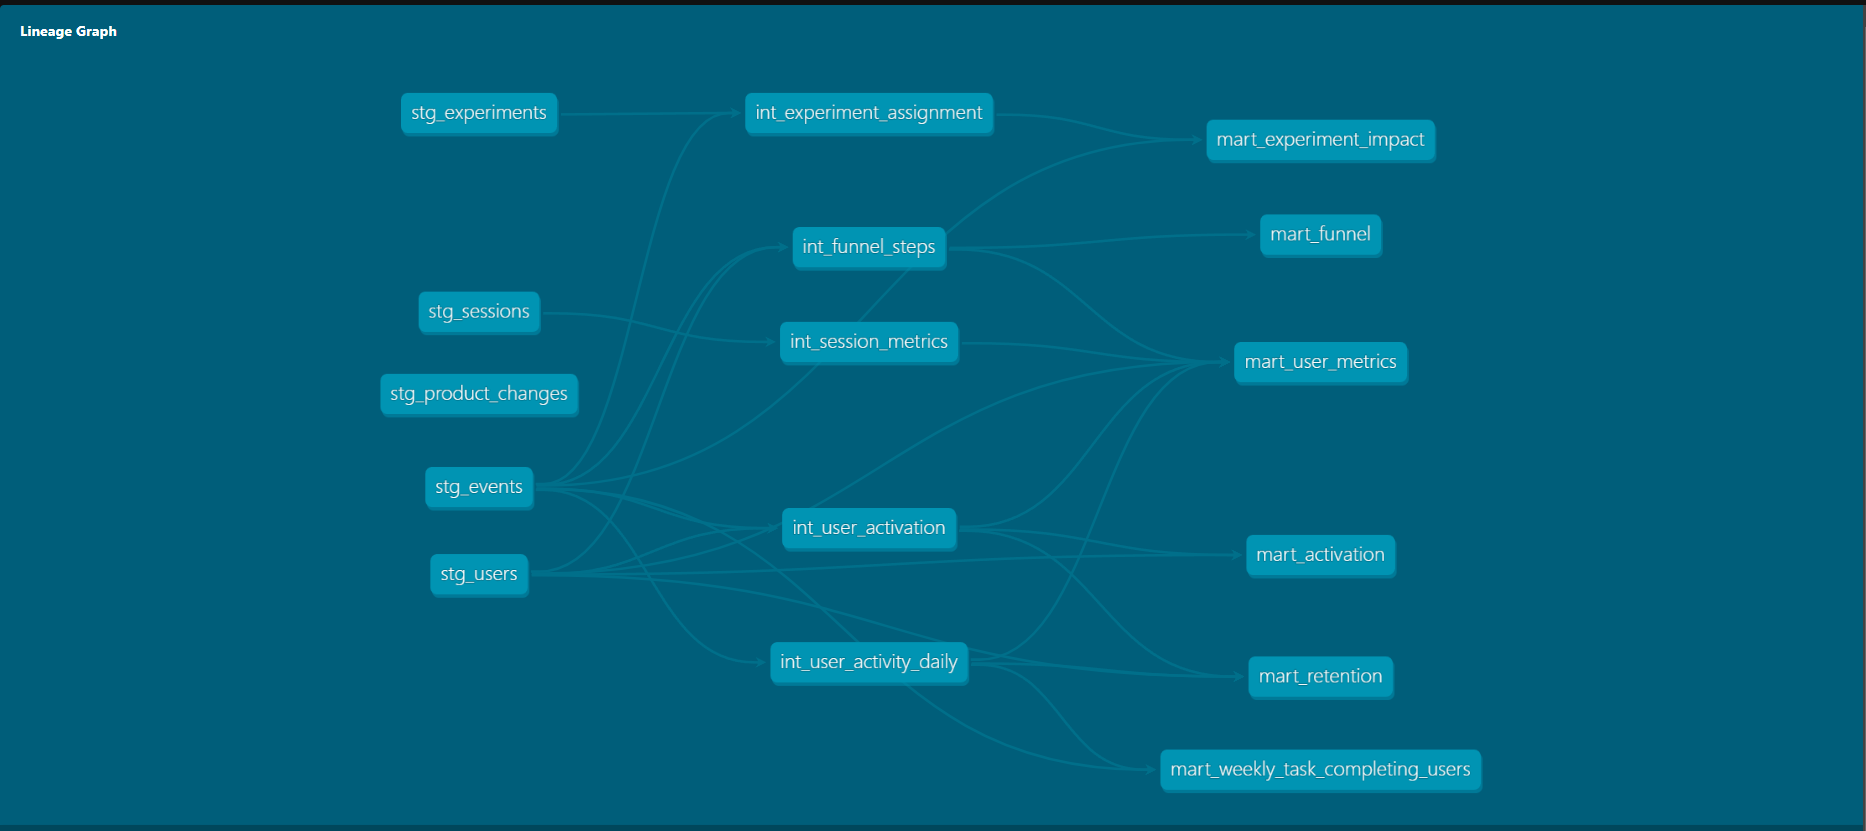 Lineage Graph
stg_experiments
int_experiment_assignment
mart_experiment_impact
mart_funnel
int_funnel_steps
stg_sessions
int_session_metrics
mart_user_metrics
stg_product_changes
stg_events
int_user_activation
mart_activation
stg_users
int_user_activity_daily
mart_retention
mart_weekly_task_completing_users